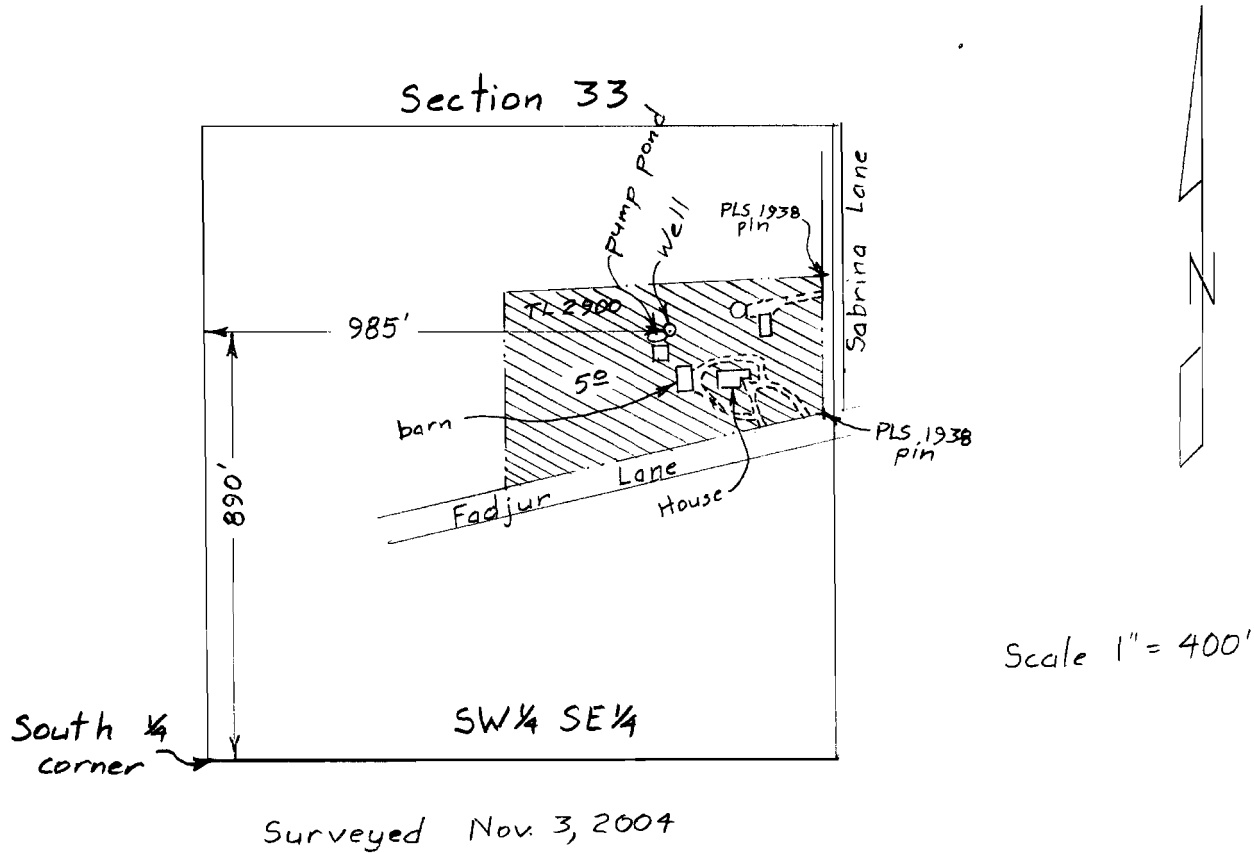 Section 33
pump pond
Well
PLS 1938
pin
Sabrina Lane
N
TL 2900
985'
5º
barn
890'
PLS 1938
pin
Fadjur Lane
House
Scale 1" = 400'
South ¼
corner
SW¼ SE¼
Surveyed Nov. 3, 2004